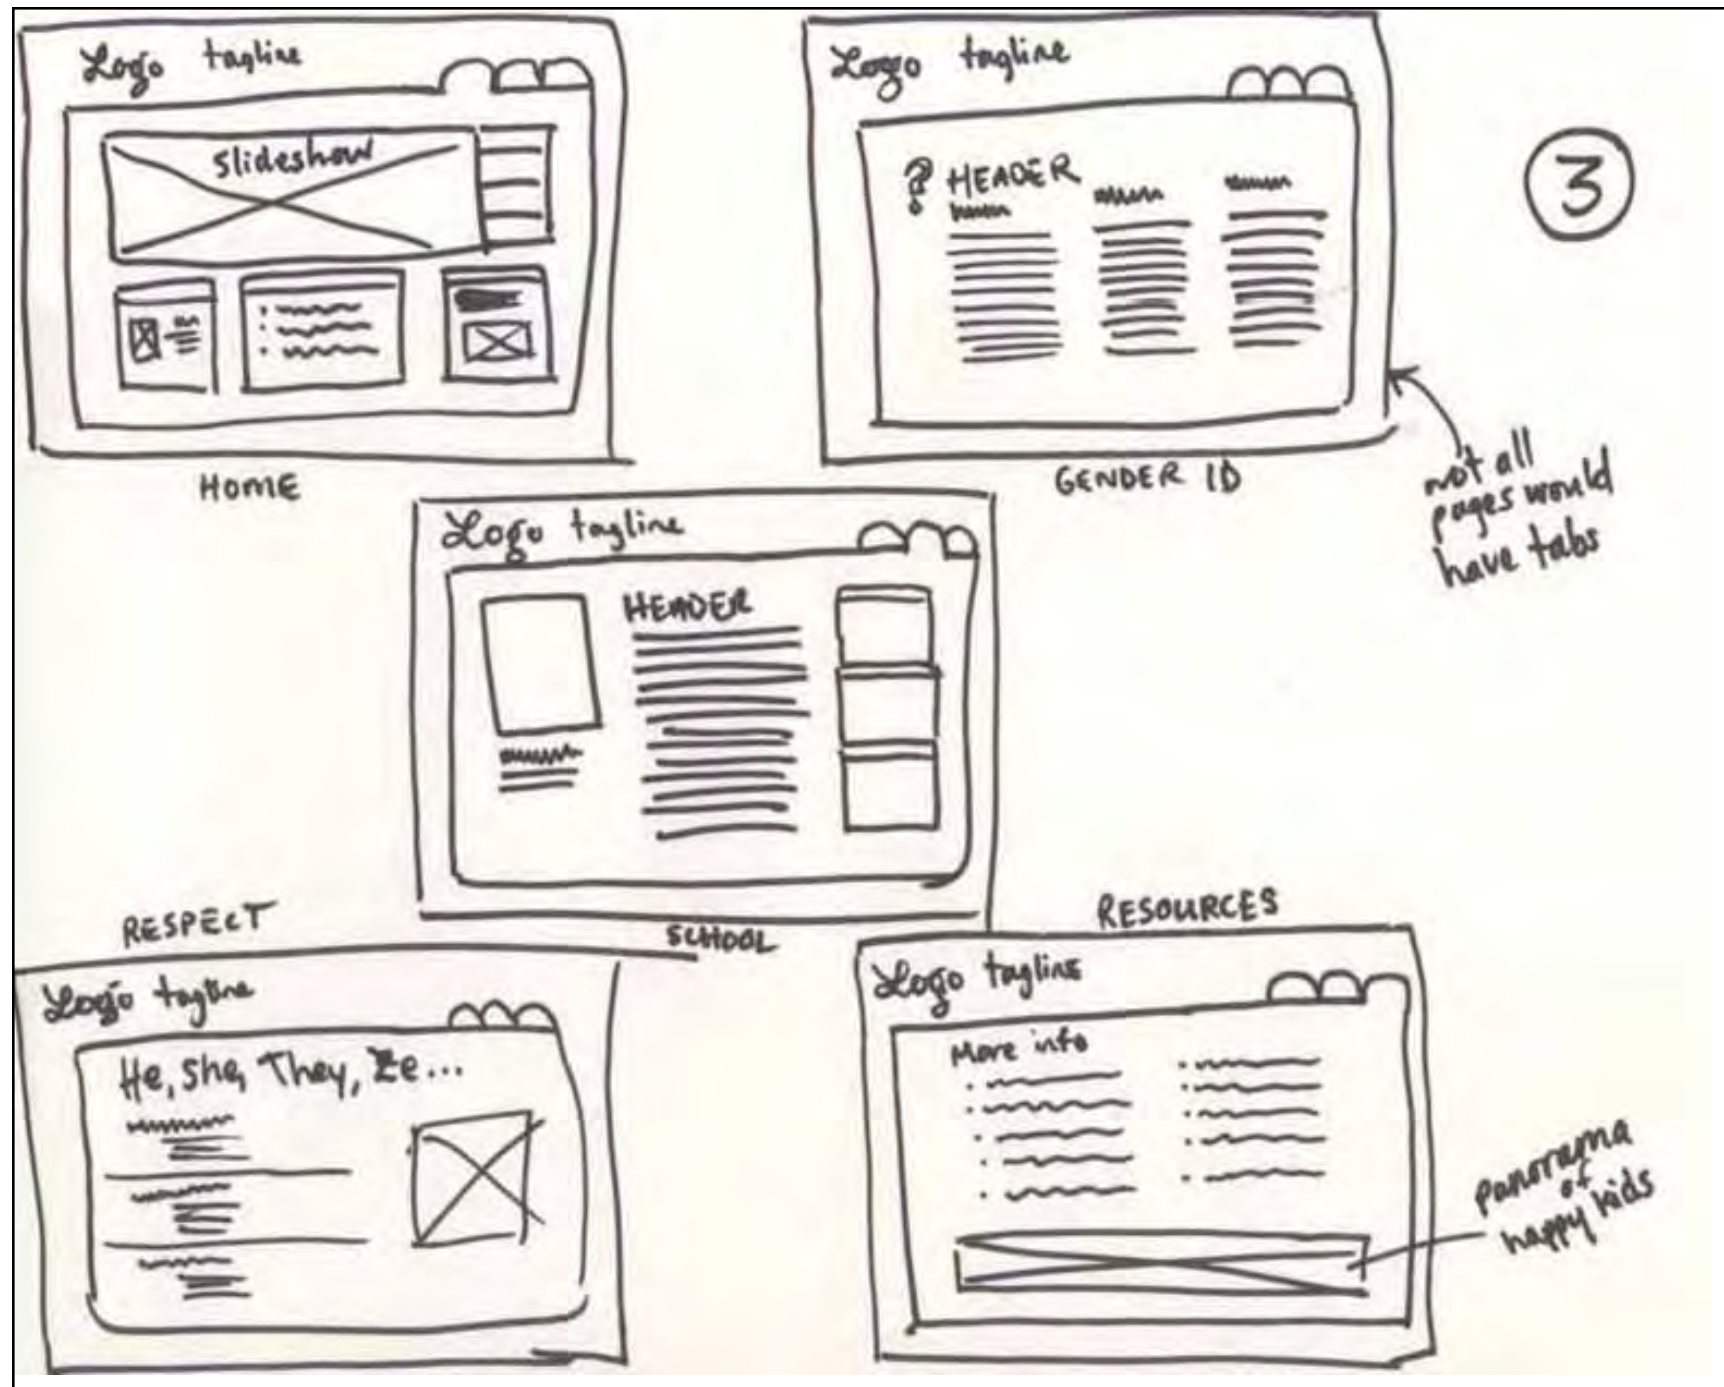 Logo tagline
slideshow
HOME
Logo tagline
? HEADER
GENDER ID
3
not all
pages would
have tabs
Logo tagline
HEADER
SCHOOL
RESPECT
Logo tagline
He, She, They, Ze...
RESOURCES
Logo tagline
More info
panorama
of
happy kids